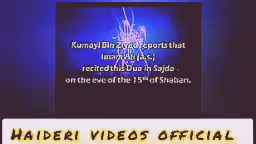 Kumayl Bin Ziyad reports that
Imam Ali (a.s.)
recited this Dua in Sajda
on the eve of the 15th of Shaban.
HAIDERI VIDEOS OFFICIAL